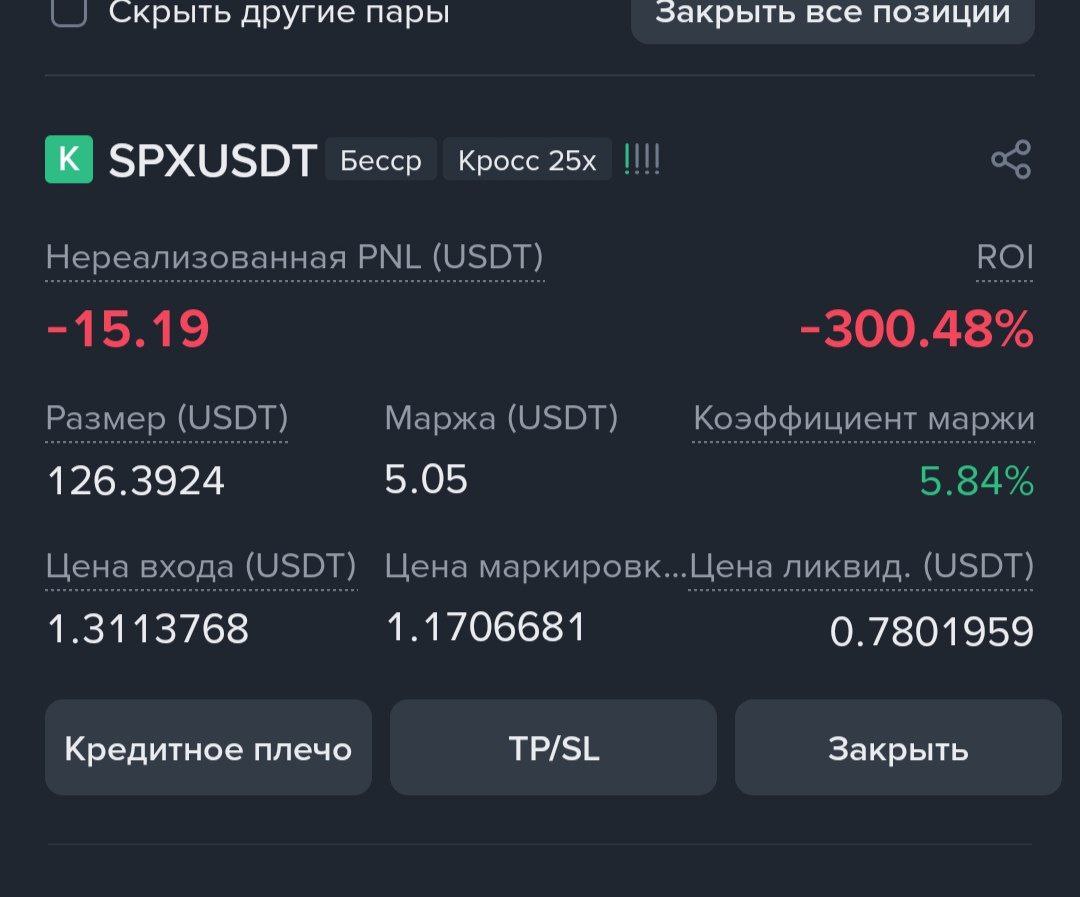 Скрыть другие пары
Закрыть все позиции
К SPXUSDT Бесср Кросс 25x !!!!
Нереализованная PNL (USDT) ROI
-15.19 -300.48%
Размер (USDT) Маржа (USDT) Коэффициент маржи
126.3924 5.05 5.84%
Цена входа (USDT) Цена маркировк... Цена ликвид. (USDT)
1.3113768 1.1706681 0.7801959
Кредитное плечо TP/SL Закрыть